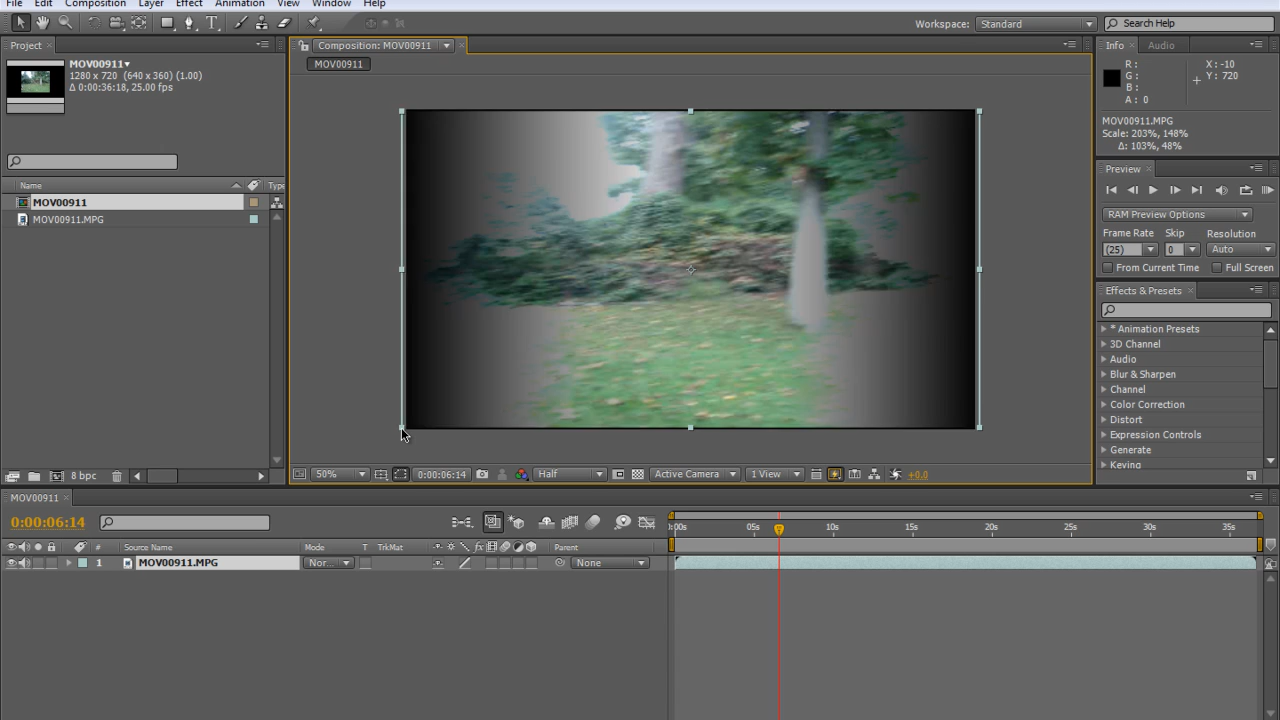 File Edit Composition Layer Effect Animation View Window Help
Workspace: Standard Search Help
Project
MOV00911▾
1280 x 720 (640 x 360) (1.00)
Δ 0:00:36:18, 25.00 fps
Name Type
MOV00911
MOV00911.MPG
8 bpc
Composition: MOV00911
MOV00911
50% 0:00:06:14 Half Active Camera 1 View +0.0
Info Audio
R : X : -10
G : Y : 720
B :
A : 0
MOV00911.MPG
Scale: 203%, 148%
Δ: 103%, 48%
Preview
RAM Preview Options
Frame Rate Skip Resolution
(25) 0 Auto
From Current Time Full Screen
Effects & Presets
* Animation Presets
3D Channel
Audio
Blur & Sharpen
Channel
Color Correction
Distort
Expression Controls
Generate
Keying
MOV00911
0:00:06:14
:00s 05s 10s 15s 20s 25s 30s 35s
# Source Name Mode T TrkMat fx Parent
1 MOV00911.MPG Nor... None